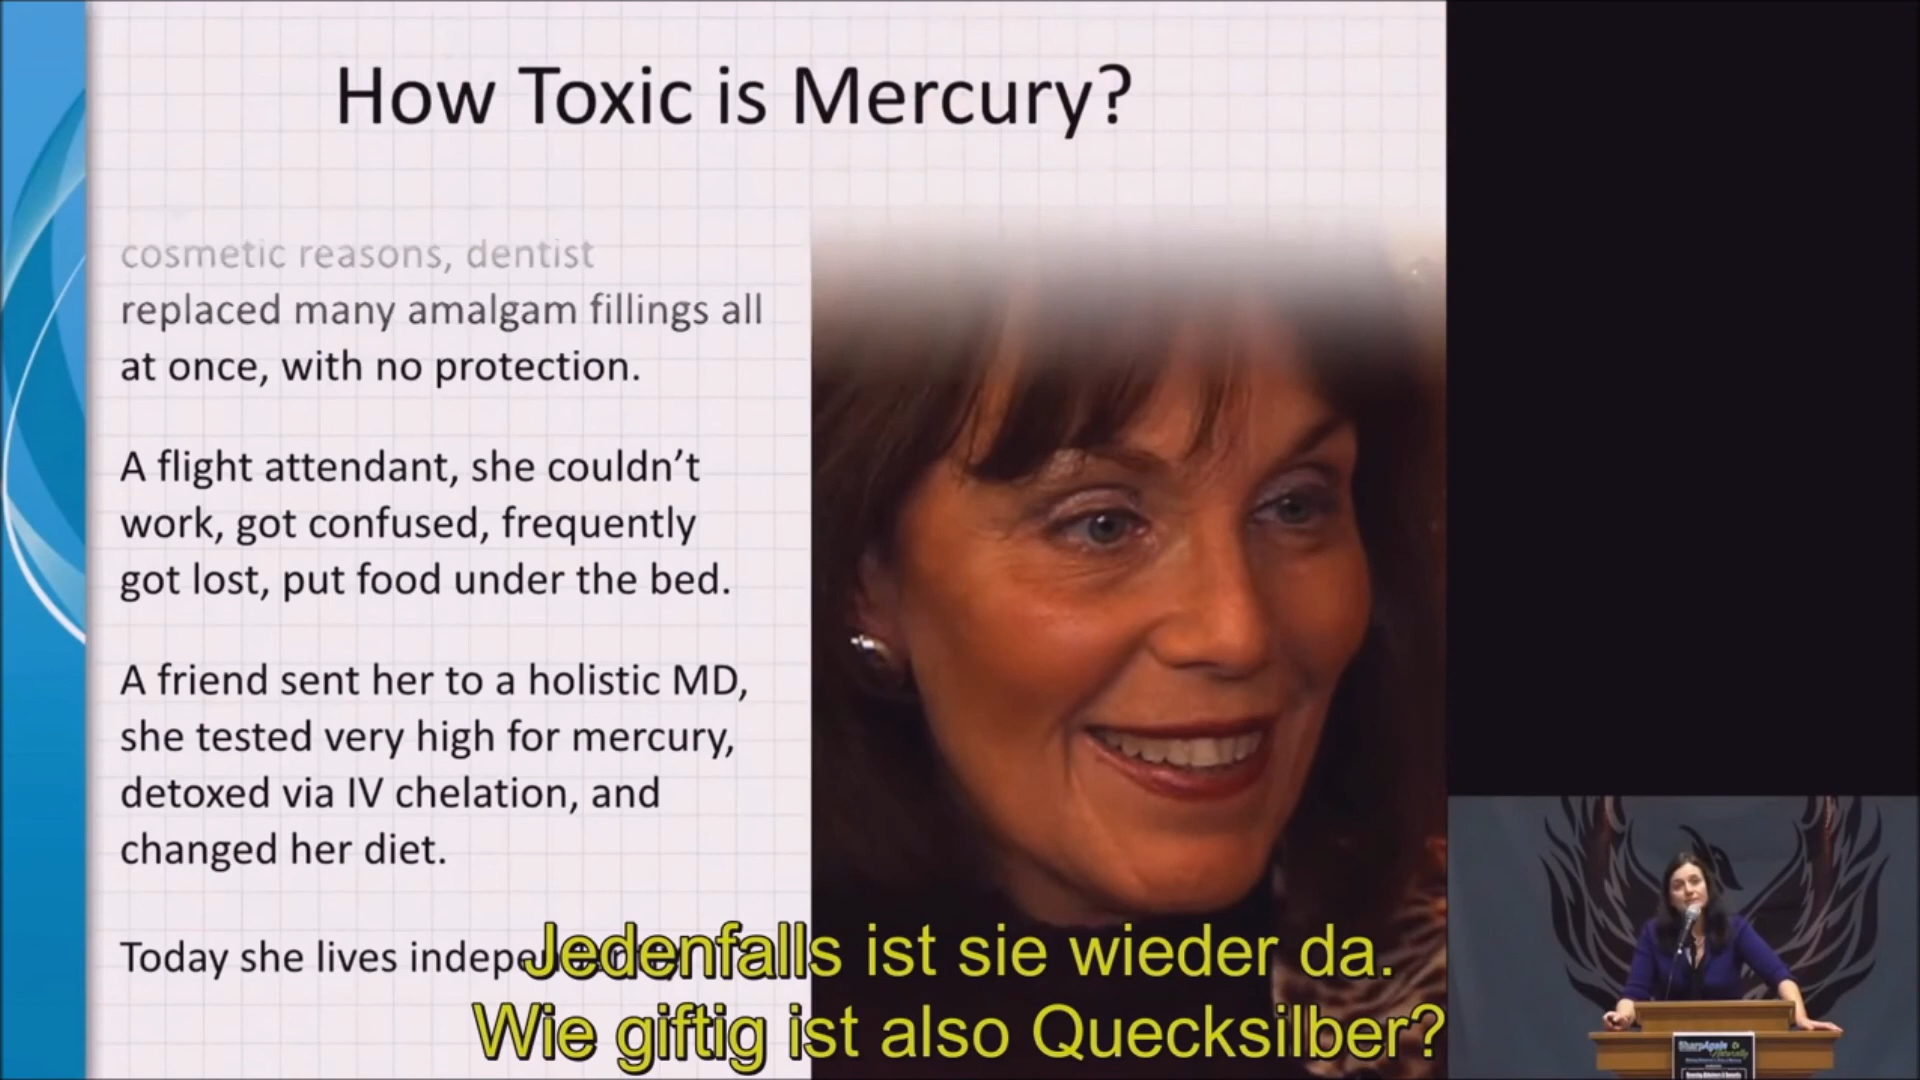 How Toxic is Mercury?
cosmetic reasons, dentist
replaced many amalgam fillings all
at once, with no protection.
A flight attendant, she couldn't
work, got confused, frequently
got lost, put food under the bed.
A friend sent her to a holistic MD,
she tested very high for mercury,
detoxed via IV chelation, and
changed her diet.
Today she lives
Jedenfalls ist sie wieder da.
Wie giftig ist also Quecksilber?
SharpAgain
Naturally